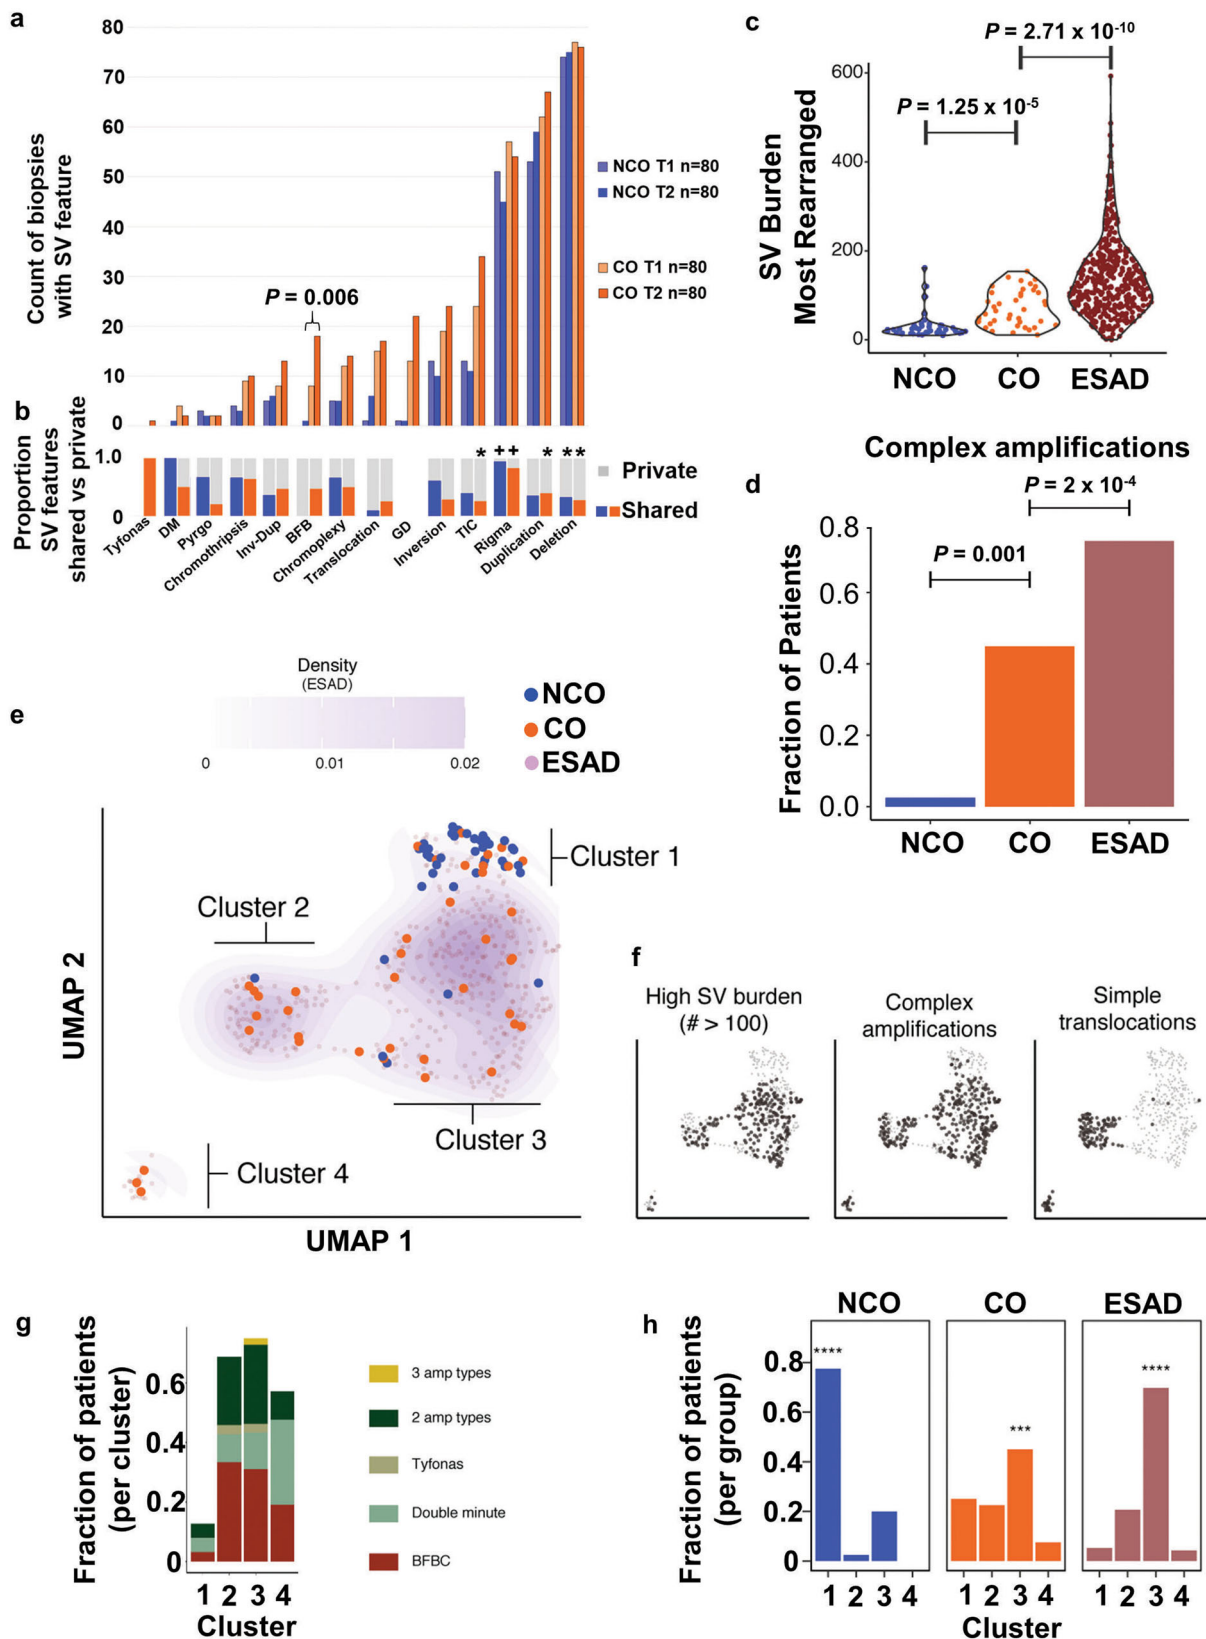 a
Count of biopsies
with SV feature
80
70
60
50
40
30
20
10
0
P = 0.006
NCO T1 n=80
NCO T2 n=80
CO T1 n=80
CO T2 n=80
b
Proportion
SV features
shared vs private
1.0
0
*
++
*
**
Private
Shared
Tyfonas
DM
Pyrgo
Chromothripsis
Inv-Dup
BFB
Chromoplexy
Translocation
GD
Inversion
TIC
Rigma
Duplication
Deletion
c
P = 2.71 x 10-10
P = 1.25 x 10-5
SV Burden
Most Rearranged
600
400
200
0
NCO
CO
ESAD
Complex amplifications
d
P = 2 x 10-4
P = 0.001
Fraction of Patients
0.8
0.6
0.4
0.2
0.0
NCO
CO
ESAD
e
Density
(ESAD)
0
0.01
0.02
NCO
CO
ESAD
Cluster 1
Cluster 2
Cluster 3
Cluster 4
UMAP 2
UMAP 1
f
High SV burden
(# > 100)
Complex
amplifications
Simple
translocations
g
Fraction of patients
(per cluster)
0.6
0.4
0.2
0
1 2 3 4
Cluster
3 amp types
2 amp types
Tyfonas
Double minute
BFBC
h
NCO
CO
ESAD
Fraction of patients
(per group)
0.8
0.6
0.4
0.2
0
****
***
****
1 2 3 4
1 2 3 4
1 2 3 4
Cluster